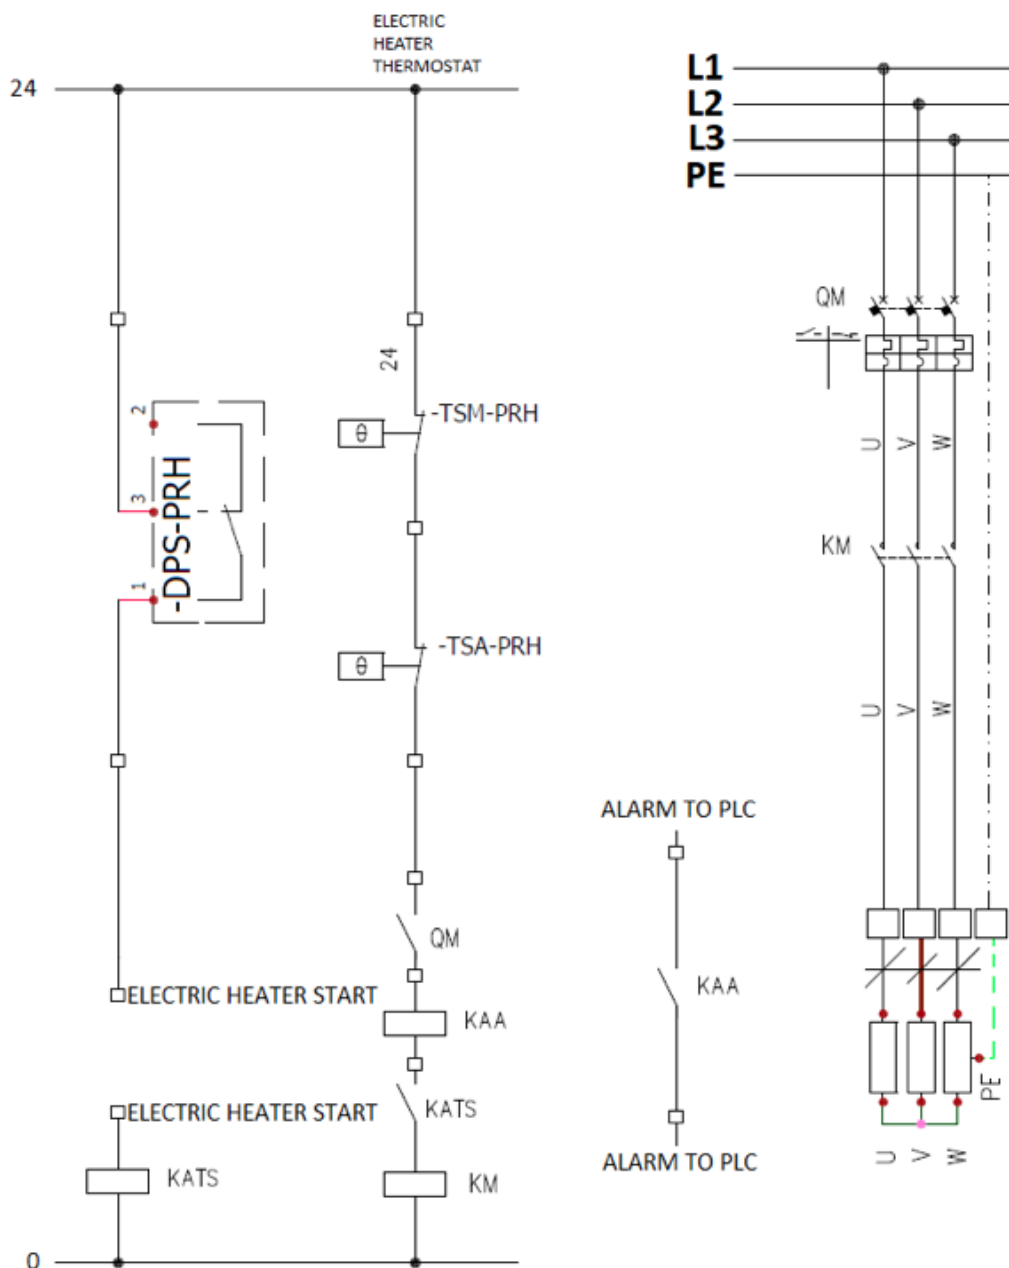 ELECTRIC
HEATER
THERMOSTAT
24
L1
L2
L3
PE
QM
24
2
-TSM-PRH
θ
U
V
W
3
-DPS-PRH
KM
1
-TSA-PRH
θ
U
V
W
ALARM TO PLC
QM
ELECTRIC HEATER START
KAA
KAA
ELECTRIC HEATER START
KATS
PE
ALARM TO PLC
KATS
KM
U
V
W
0